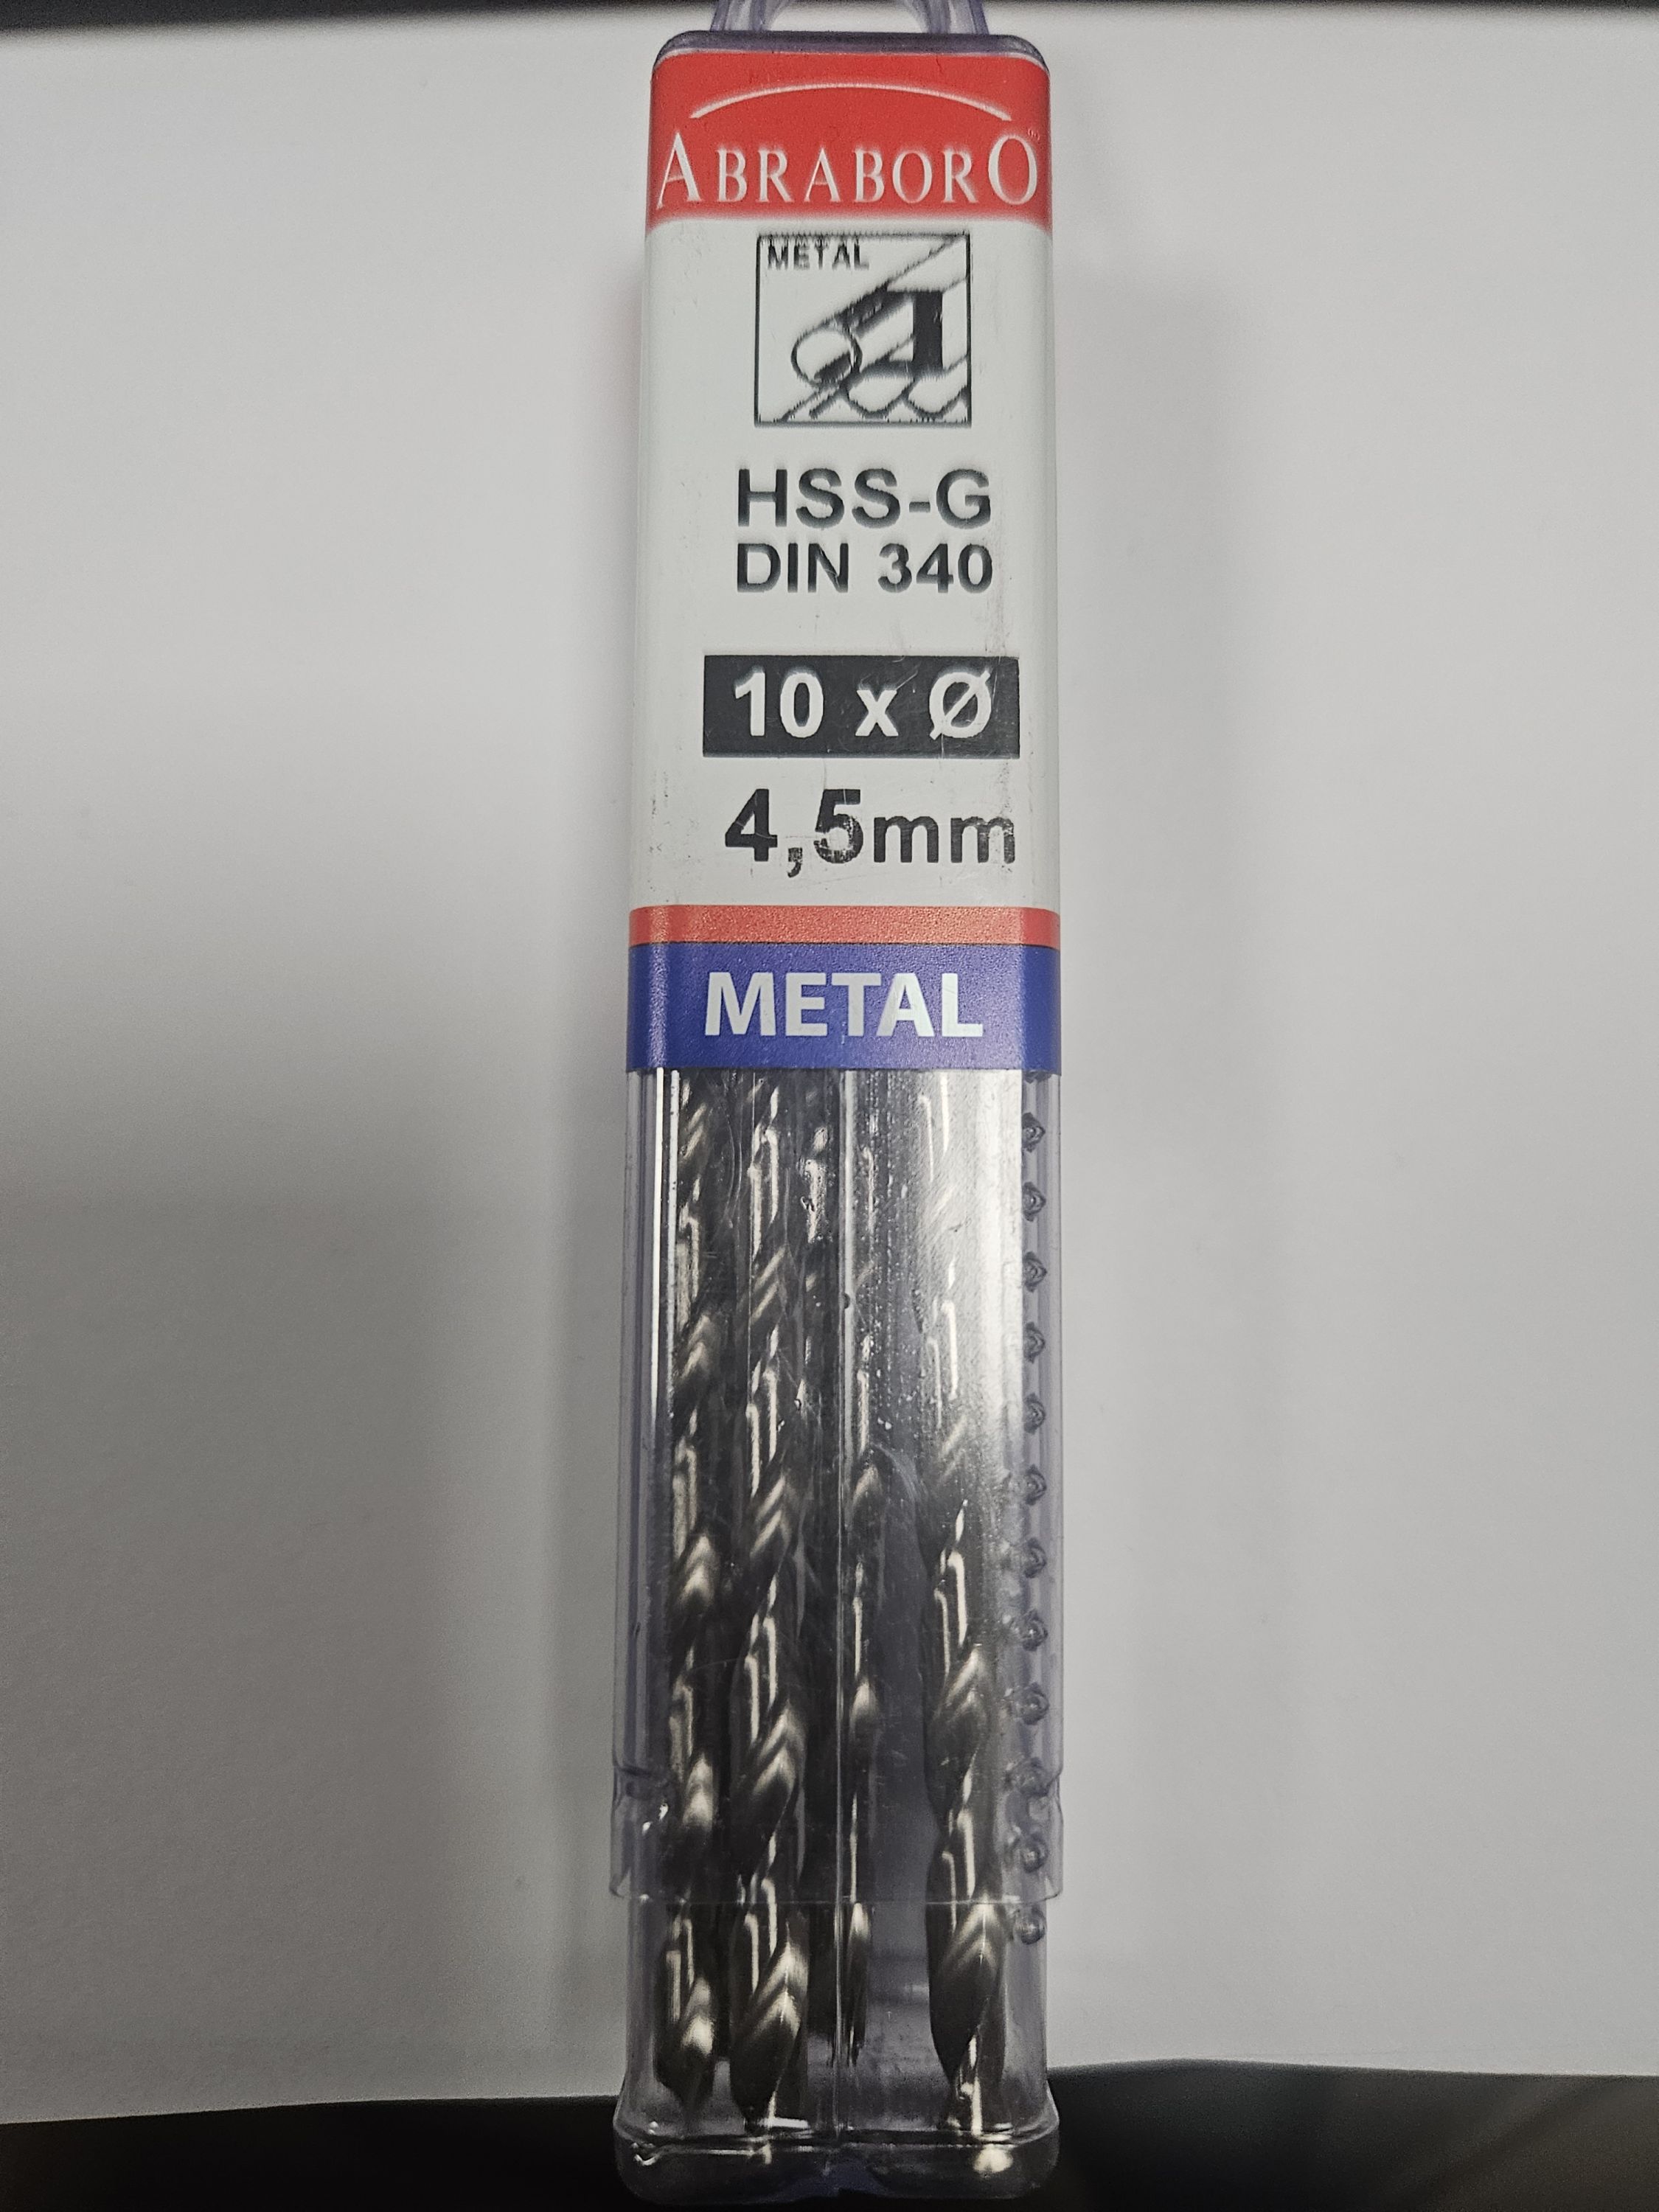 ABRABORO®
METAL
HSS-G
DIN 340
10 x Ø
4,5mm
METAL